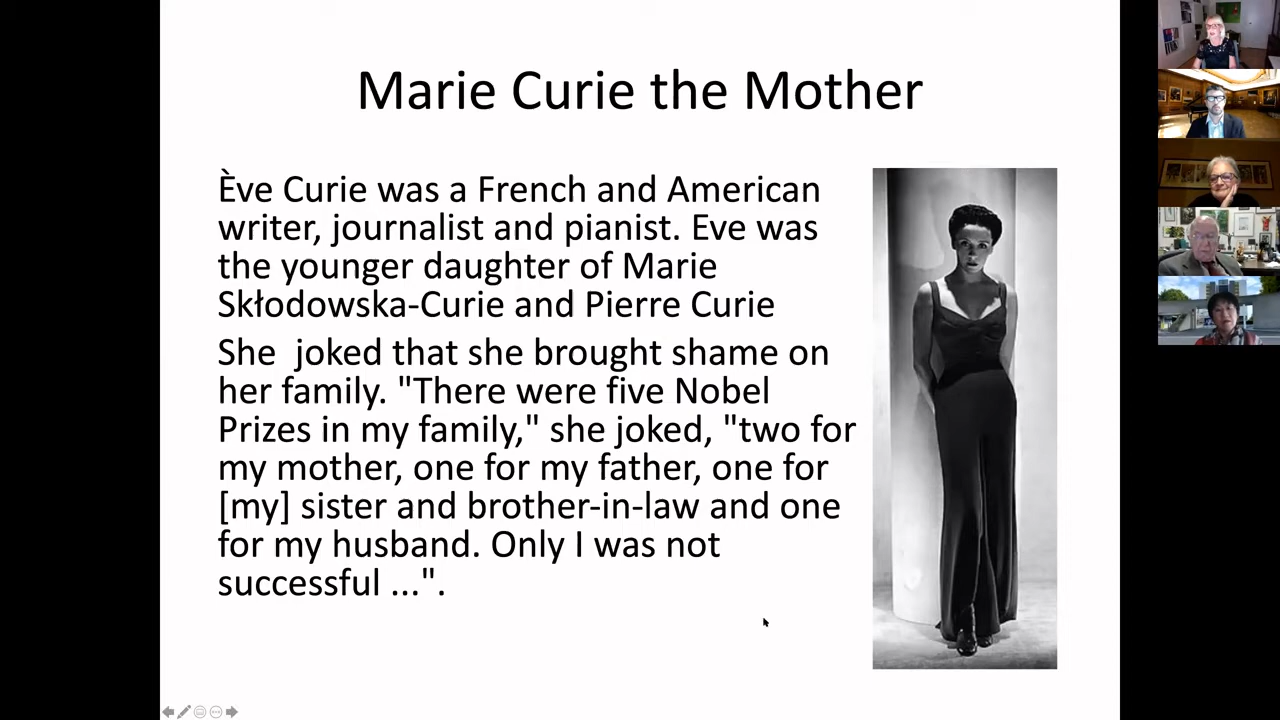 Marie Curie the Mother
Ève Curie was a French and American
writer, journalist and pianist. Eve was
the younger daughter of Marie
Skłodowska-Curie and Pierre Curie
She  joked that she brought shame on
her family. "There were five Nobel
Prizes in my family," she joked, "two for
my mother, one for my father, one for
[my] sister and brother-in-law and one
for my husband. Only I was not
successful ...".